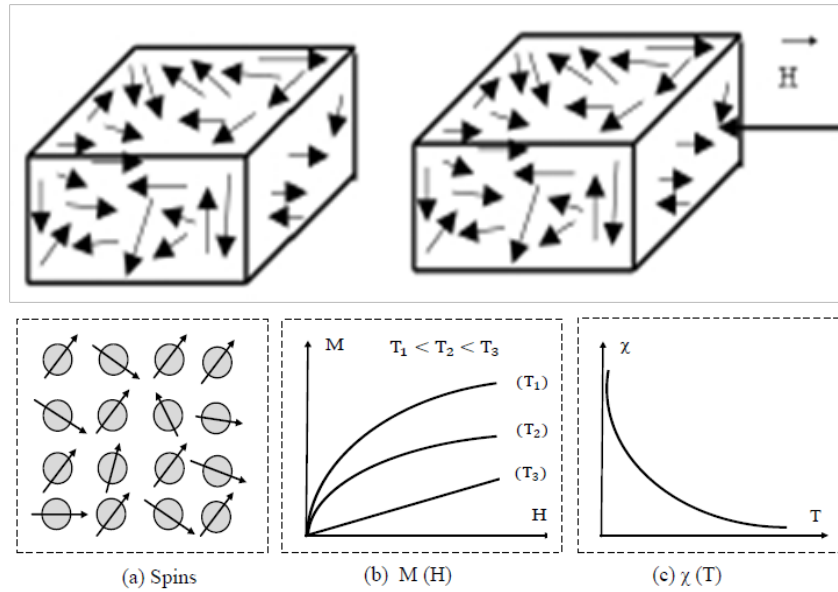 H
M T₁ < T₂ < T₃
(T₁)
(T₂)
(T₃)
H
χ
T
(a) Spins
(b) M (H)
(c) χ (T)